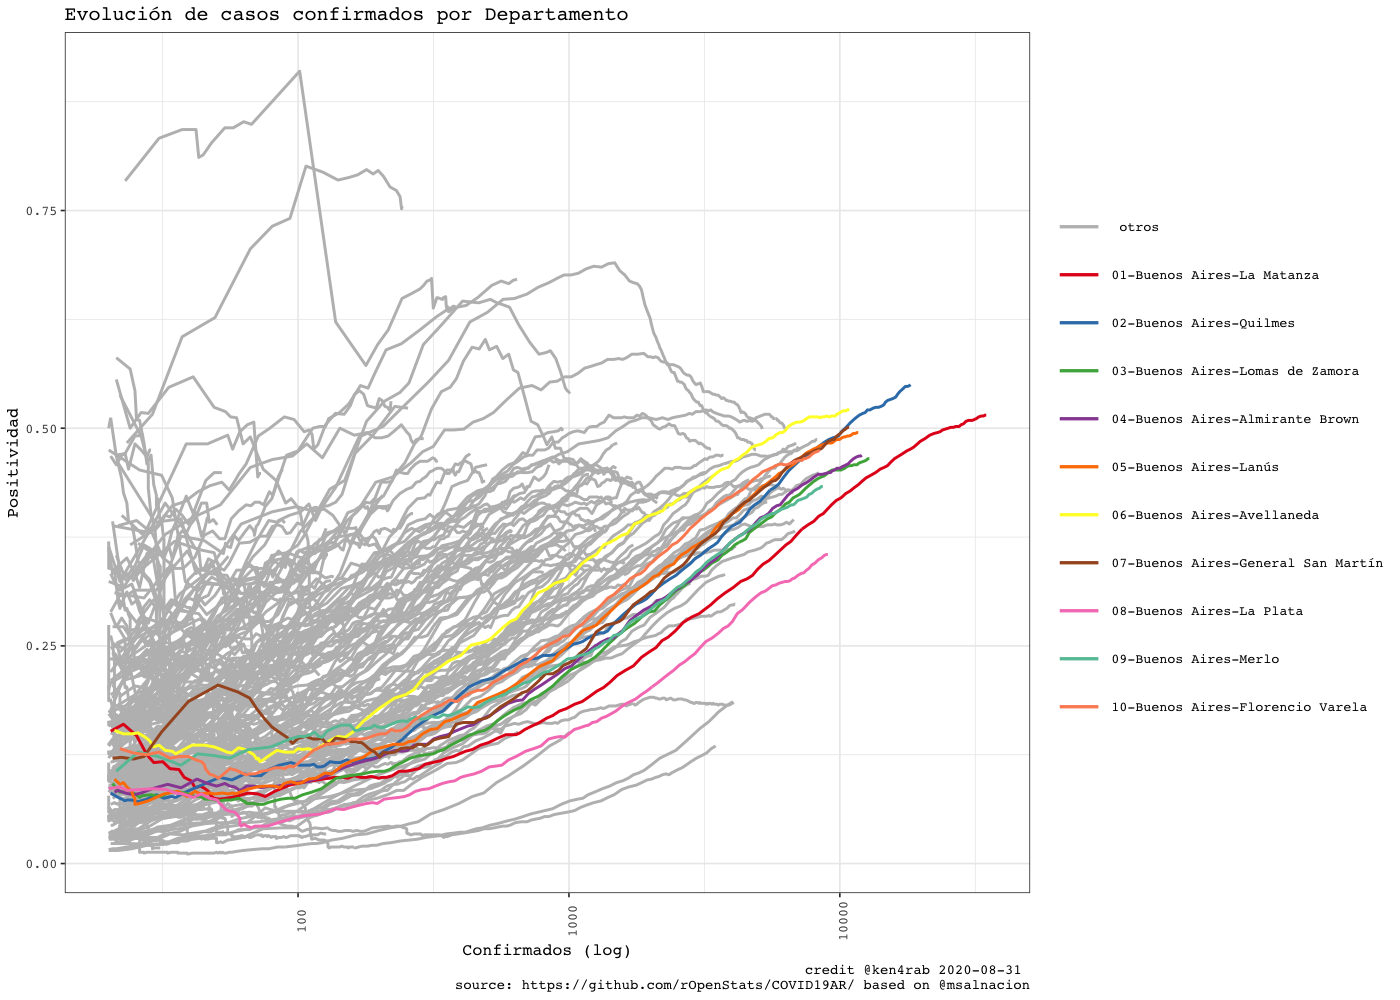 Evolución de casos confirmados por Departamento
Positividad
0.75
0.50
0.25
0.00
100
1000
10000
Confirmados (log)
otros
01-Buenos Aires-La Matanza
02-Buenos Aires-Quilmes
03-Buenos Aires-Lomas de Zamora
04-Buenos Aires-Almirante Brown
05-Buenos Aires-Lanús
06-Buenos Aires-Avellaneda
07-Buenos Aires-General San Martín
08-Buenos Aires-La Plata
09-Buenos Aires-Merlo
10-Buenos Aires-Florencio Varela
credit @ken4rab 2020-08-31
source: https://github.com/rOpenStats/COVID19AR/ based on @msalnacion